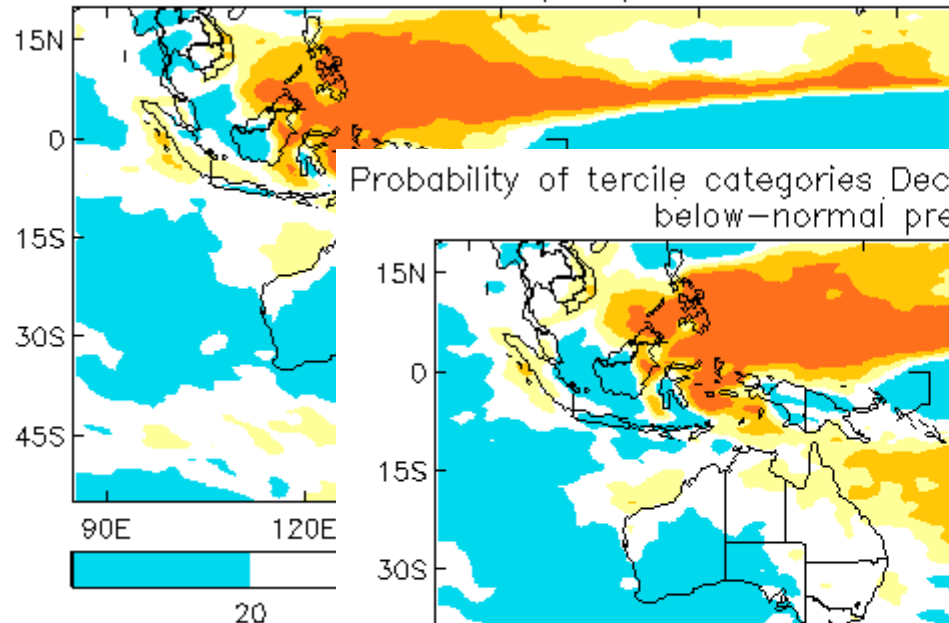 15N
0
15S
30S
45S
90E
120E
20
Probability of tercile categories Dec
below-normal pre
15N
0
15S
30S